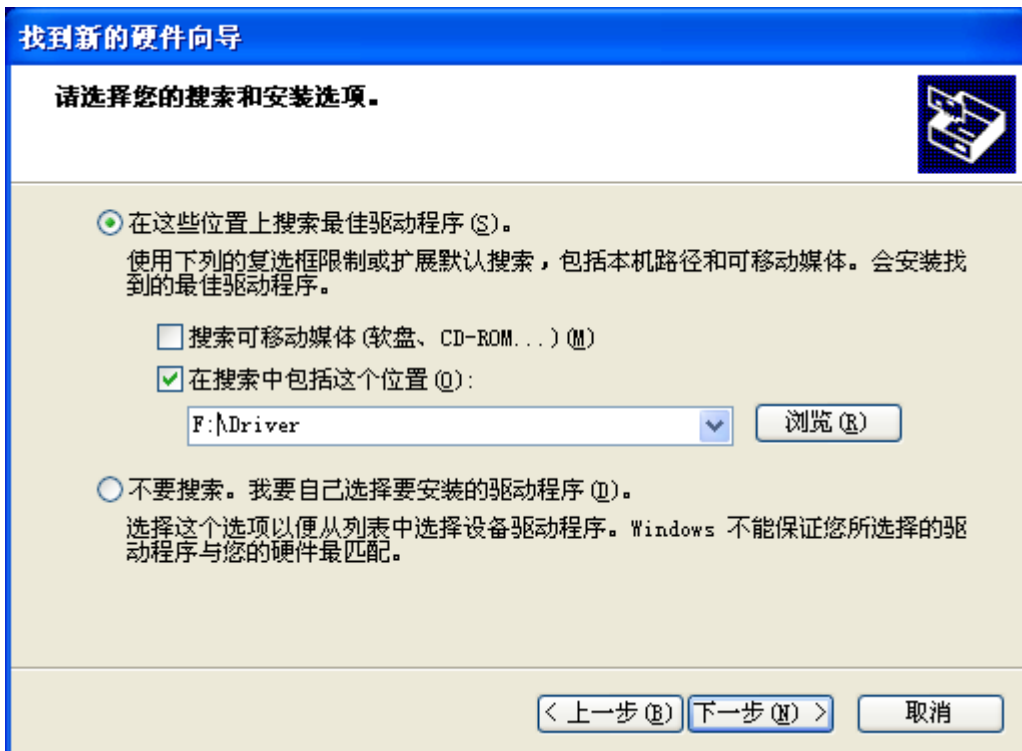 找到新的硬件向导
请选择您的搜索和安装选项。
在这些位置上搜索最佳驱动程序(S)。
使用下列的复选框限制或扩展默认搜索，包括本机路径和可移动媒体。会安装找
到的最佳驱动程序。
搜索可移动媒体(软盘、CD-ROM...)(M)
在搜索中包括这个位置(O):
F:\Driver
浏览(R)
不要搜索。我要自己选择要安装的驱动程序(D)。
选择这个选项以便从列表中选择设备驱动程序。Windows 不能保证您所选择的驱
动程序与您的硬件最匹配。
< 上一步(B) 下一步(N) > 取消